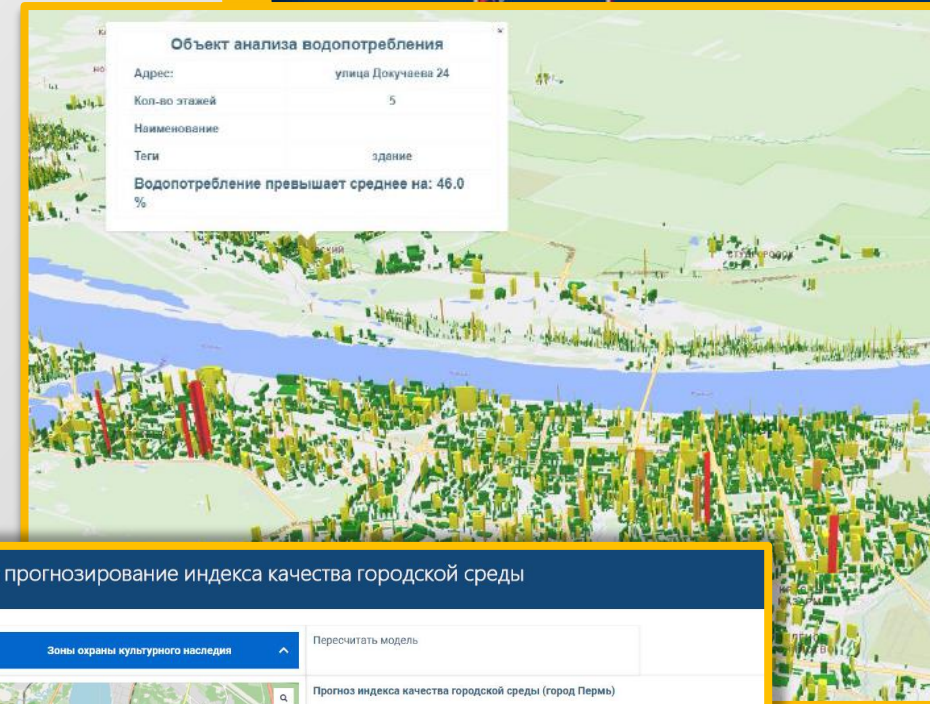 Объект анализа водопотребления
Адрес: улица Докучаева 24
Кол-во этажей 5
Наименование
Теги здание
Водопотребление превышает среднее на: 46.0
%
прогнозирование индекса качества городской среды
Зоны охраны культурного наследия
Пересчитать модель
Прогноз индекса качества городской среды (город Пермь)